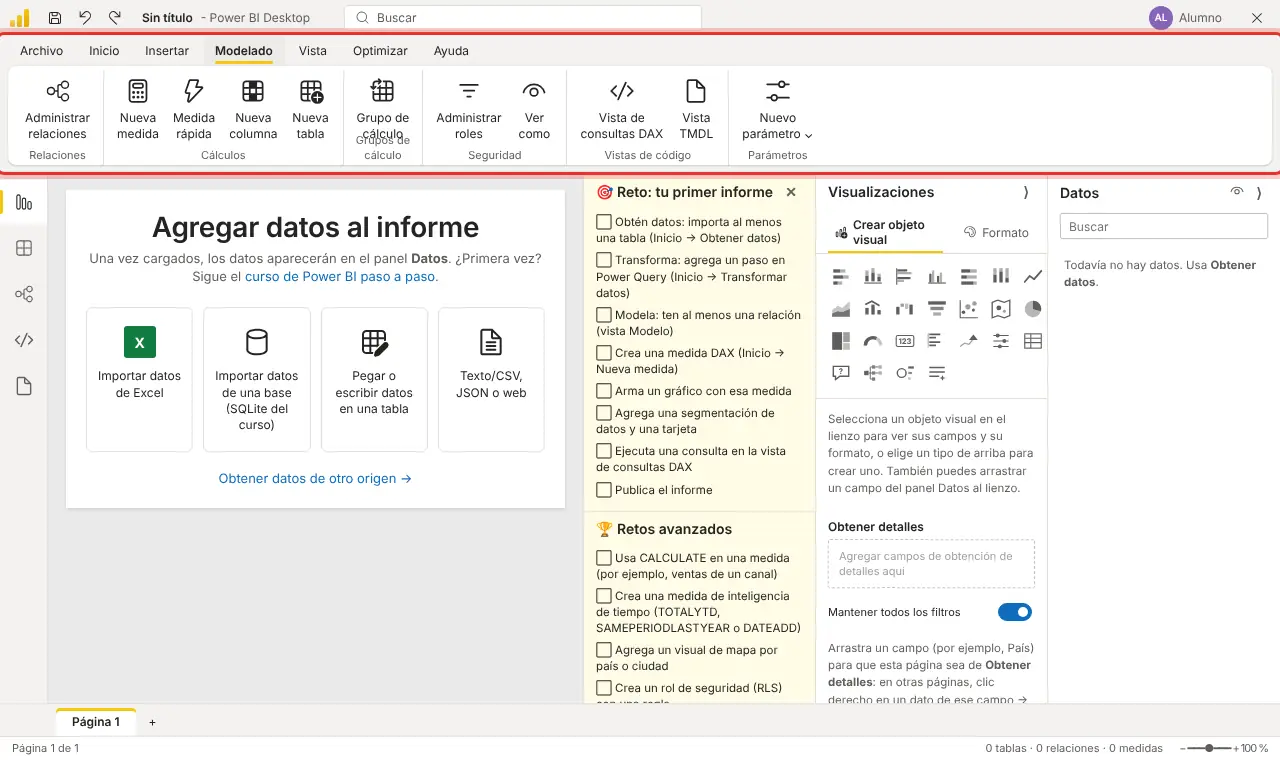 Sin título - Power BI Desktop
Buscar
AL Alumno
Archivo Inicio Insertar Modelado Vista Optimizar Ayuda
Administrar relaciones
Relaciones
Nueva medida
Medida rápida
Nueva columna
Nueva tabla
Cálculos
Grupo de cálculo
Grupos de cálculo
Administrar roles
Ver como
Seguridad
Vista de consultas DAX
Vista TMDL
Vistas de código
Nuevo parámetro
Parámetros
Agregar datos al informe
Una vez cargados, los datos aparecerán en el panel Datos. ¿Primera vez?
Sigue el curso de Power BI paso a paso.
X
Importar datos
de Excel
Importar datos
de una base
(SQLite del
curso)
Pegar o
escribir datos
en una tabla
Texto/CSV,
JSON o web
Obtener datos de otro origen →
🎯 Reto: tu primer informe ✕
Obtén datos: importa al menos
una tabla (Inicio → Obtener datos)
Transforma: agrega un paso en
Power Query (Inicio → Transformar
datos)
Modela: ten al menos una relación
(vista Modelo)
Crea una medida DAX (Inicio →
Nueva medida)
Arma un gráfico con esa medida
Agrega una segmentación de
datos y una tarjeta
Ejecuta una consulta en la vista
de consultas DAX
Publica el informe
🏆 Retos avanzados
Usa CALCULATE en una medida
(por ejemplo, ventas de un canal)
Crea una medida de inteligencia
de tiempo (TOTALYTD,
SAMEPERIODLASTYEAR o DATEADD)
Agrega un visual de mapa por
país o ciudad
Crea un rol de seguridad (RLS)
Visualizaciones
Crear objeto
visual
Formato
123
Selecciona un objeto visual en el
lienzo para ver sus campos y su
formato, o elige un tipo de arriba para
crear uno. También puedes arrastrar
un campo del panel Datos al lienzo.
Obtener detalles
Agregar campos de obtención de
detalles aquí
Mantener todos los filtros
Arrastra un campo (por ejemplo, País)
para que esta página sea de Obtener
detalles: en otras páginas, clic
derecho en un dato de ese campo →
Datos
Buscar
Todavía no hay datos. Usa Obtener
datos.
Página 1 +
Página 1 de 1
0 tablas · 0 relaciones · 0 medidas
− + 100 %